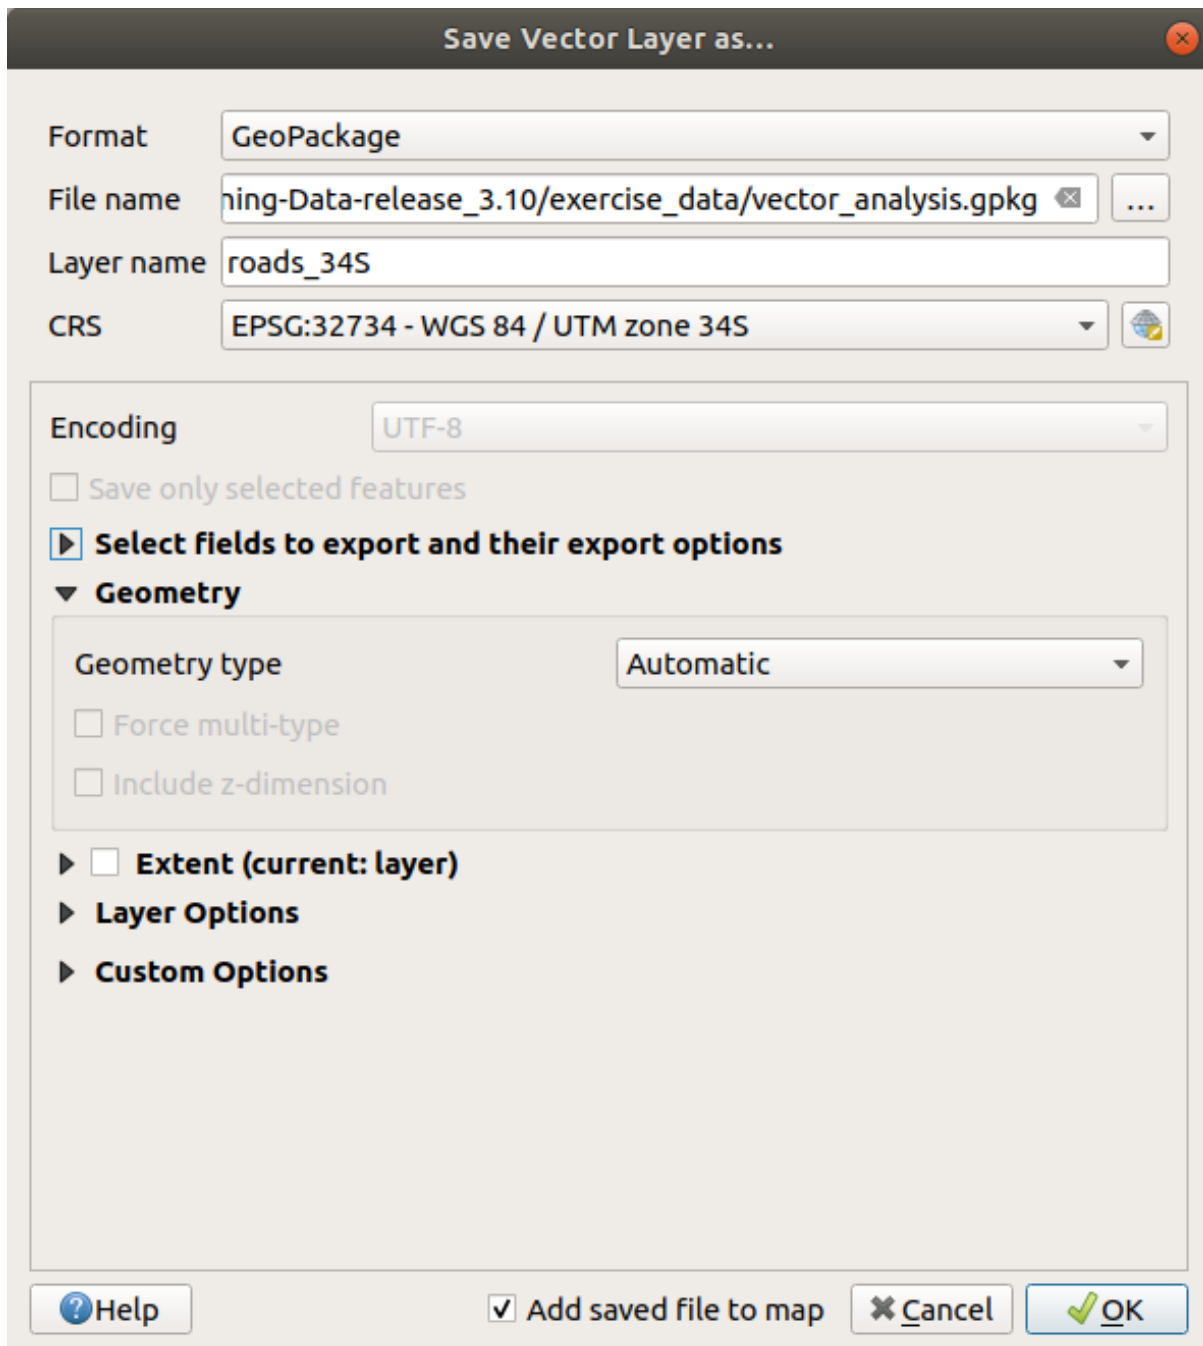 Save Vector Layer as...
Format GeoPackage
File name ning-Data-release_3.10/exercise_data/vector_analysis.gpkg ...
Layer name roads_34S
CRS EPSG:32734 - WGS 84 / UTM zone 34S
Encoding UTF-8
Save only selected features
Select fields to export and their export options
Geometry
Geometry type Automatic
Force multi-type
Include z-dimension
Extent (current: layer)
Layer Options
Custom Options
Help Add saved file to map Cancel OK